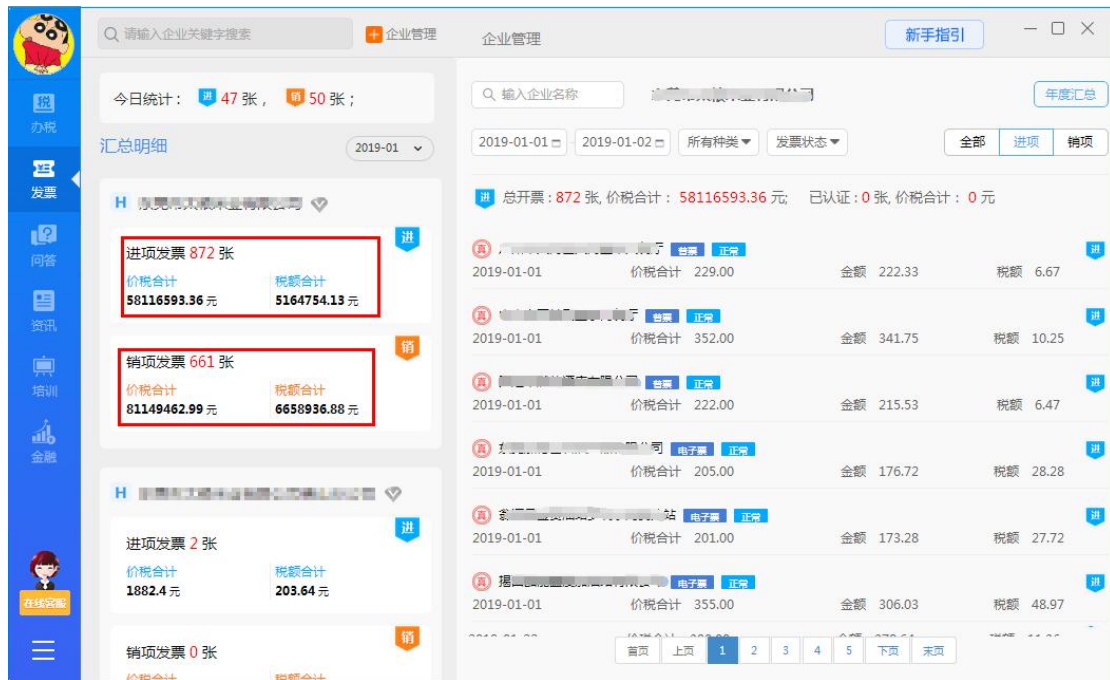 请输入企业关键字搜索
企业管理
企业管理
新手指引
税
办税
发票
问答
资讯
培训
金融
在线客服
今日统计： 进 47 张， 销 50 张；
汇总明细
2019-01
H
进
进项发票 872 张
价税合计 税额合计
58116593.36 元 5164754.13 元
销
销项发票 661 张
价税合计 税额合计
81149462.99 元 6658936.88 元
H
进
进项发票 2 张
价税合计 税额合计
1882.4 元 203.64 元
销
销项发票 0 张
价税合计 税额合计
输入企业名称
年度汇总
2019-01-01 - 2019-01-02 所有种类 发票状态 全部 进项 销项
进 总开票：872 张, 价税合计： 58116593.36 元; 已认证：0 张, 价税合计： 0 元
真 普票 正常 进
2019-01-01 价税合计 229.00 金额 222.33 税额 6.67
真 普票 正常 进
2019-01-01 价税合计 352.00 金额 341.75 税额 10.25
真 普票 正常 进
2019-01-01 价税合计 222.00 金额 215.53 税额 6.47
真 电子票 正常 进
2019-01-01 价税合计 205.00 金额 176.72 税额 28.28
真 电子票 正常 进
2019-01-01 价税合计 201.00 金额 173.28 税额 27.72
真 电子票 正常 进
2019-01-01 价税合计 355.00 金额 306.03 税额 48.97
首页 上页 1 2 3 4 5 下页 末页